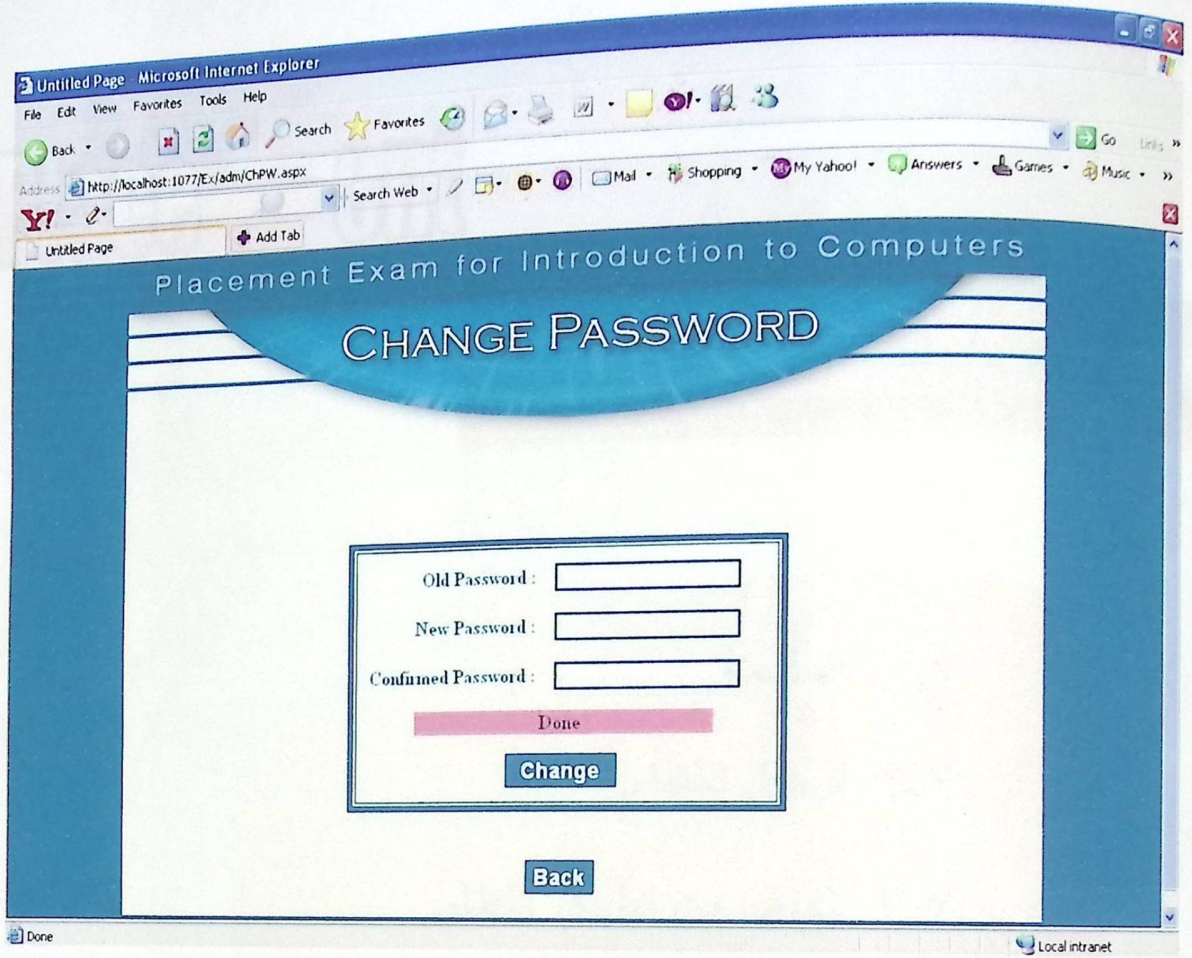 Untitled Page - Microsoft Internet Explorer
File Edit View Favorites Tools Help
Back Search Favorites W Y!
Address http://localhost:1077/Ex/adm/ChPW.aspx Go Links »
Y! Search Web Mail Shopping My My Yahoo! Answers Games Music »
Untitled Page Add Tab
Placement Exam for Introduction to Computers
CHANGE PASSWORD
Old Password :
New Password :
Confirmed Password :
Done
Change
Back
Done Local intranet